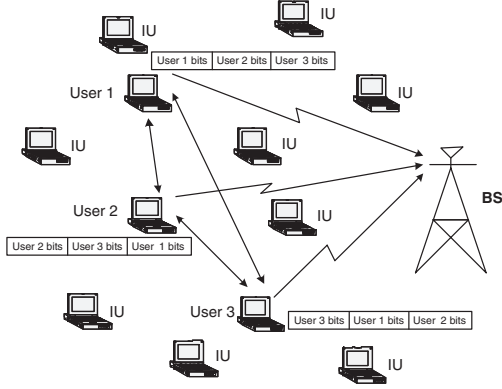 IU
IU
User 1 bits User 2 bits User 3 bits
User 1
IU
IU
IU
User 2
IU
BS
User 2 bits User 3 bits User 1 bits
IU
User 3
User 3 bits User 1 bits User 2 bits
IU
IU